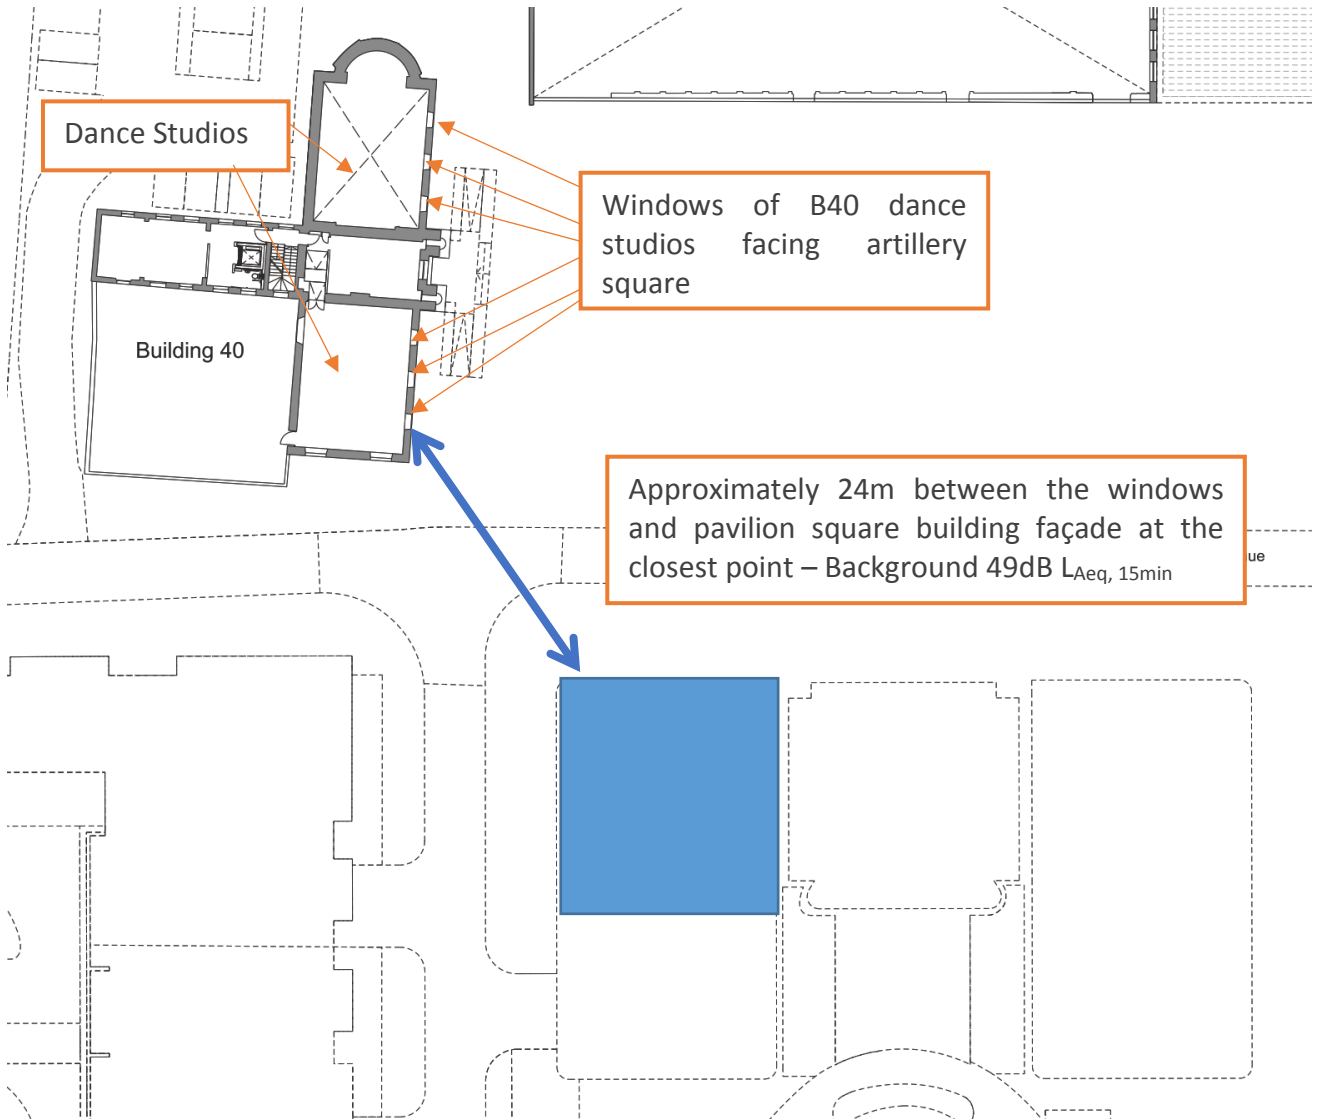 Dance Studios
Windows of B40 dance
studios facing artillery
square
Building 40
Approximately 24m between the windows
and pavilion square building façade at the
closest point – Background 49dB LAeq, 15min
ue